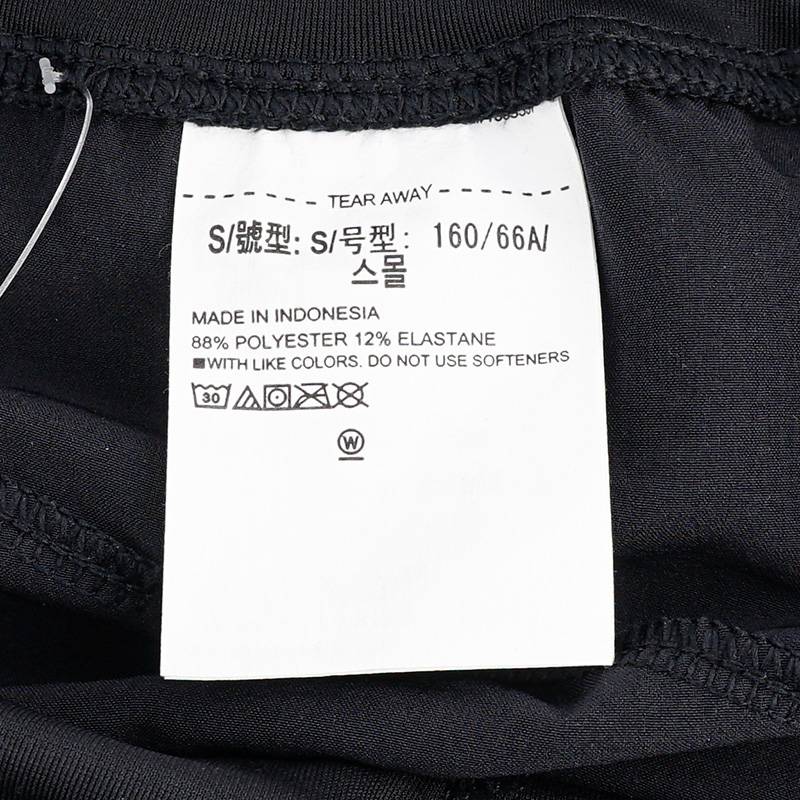 TEAR AWAY
S/號型: S/号型: 160/66A/
스몰
MADE IN INDONESIA
88% POLYESTER 12% ELASTANE
WITH LIKE COLORS. DO NOT USE SOFTENERS
30
W